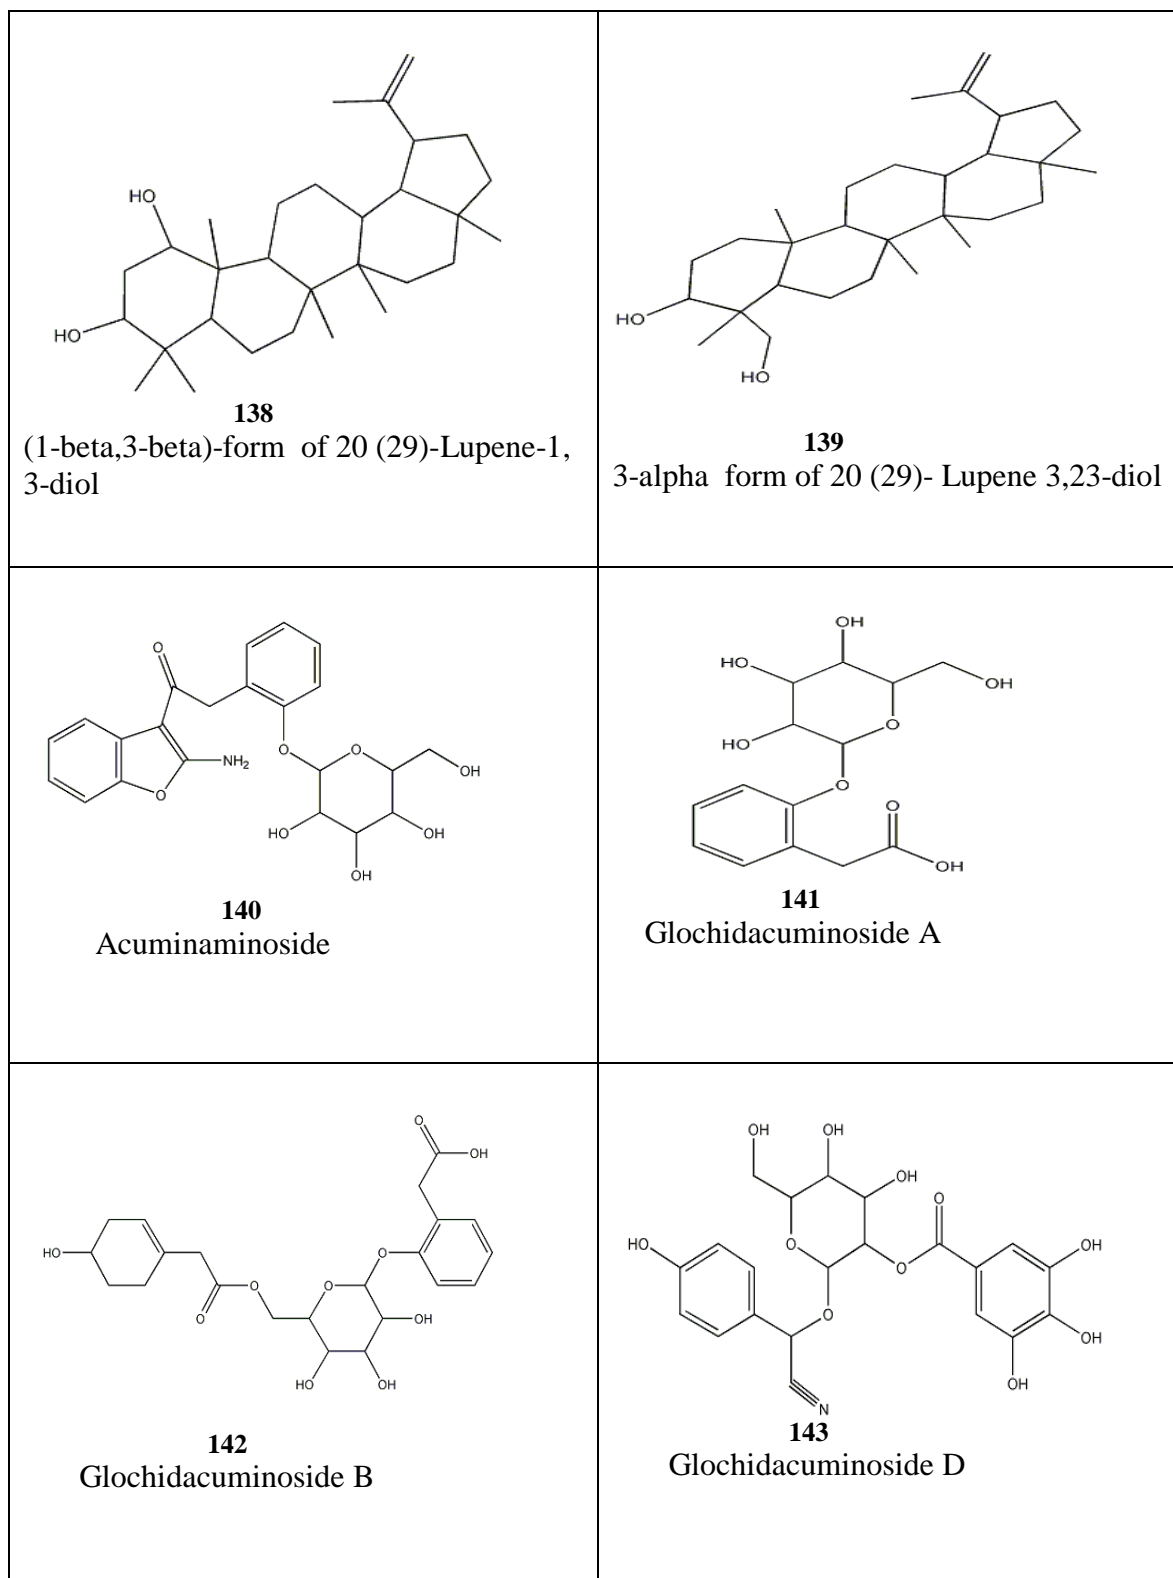 HO
HO
138
(1-beta,3-beta)-form  of 20 (29)-Lupene-1,
3-diol
HO
HO
139
3-alpha  form of 20 (29)- Lupene 3,23-diol
O
NH2
O
O
O
OH
HO
OH
OH
140
Acuminaminoside
OH
HO
OH
O
HO
O
O
OH
141
Glochidacuminoside A
O
OH
HO
O
O
O
O
OH
HO
OH
142
Glochidacuminoside B
OH
OH
OH
O
HO
O
OH
O
O
OH
OH
N
143
Glochidacuminoside D